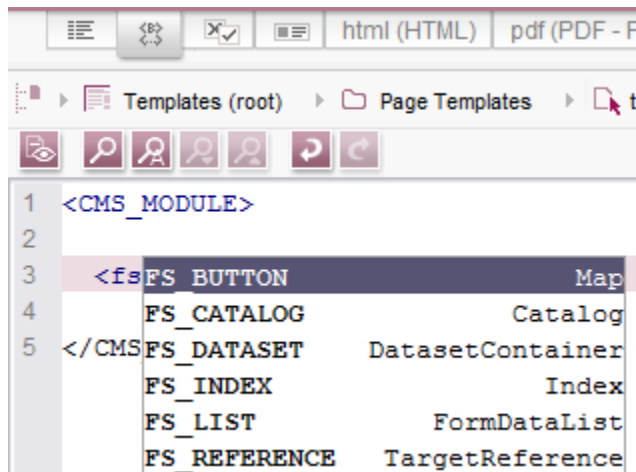 html (HTML) pdf (PDF -
Templates (root) Page Templates
1 <CMS_MODULE>
2
3 <fs FS_BUTTON Map
4 FS_CATALOG Catalog
5 </CMS FS_DATASET DatasetContainer
FS_INDEX Index
FS_LIST FormDataList
FS_REFERENCE TargetReference